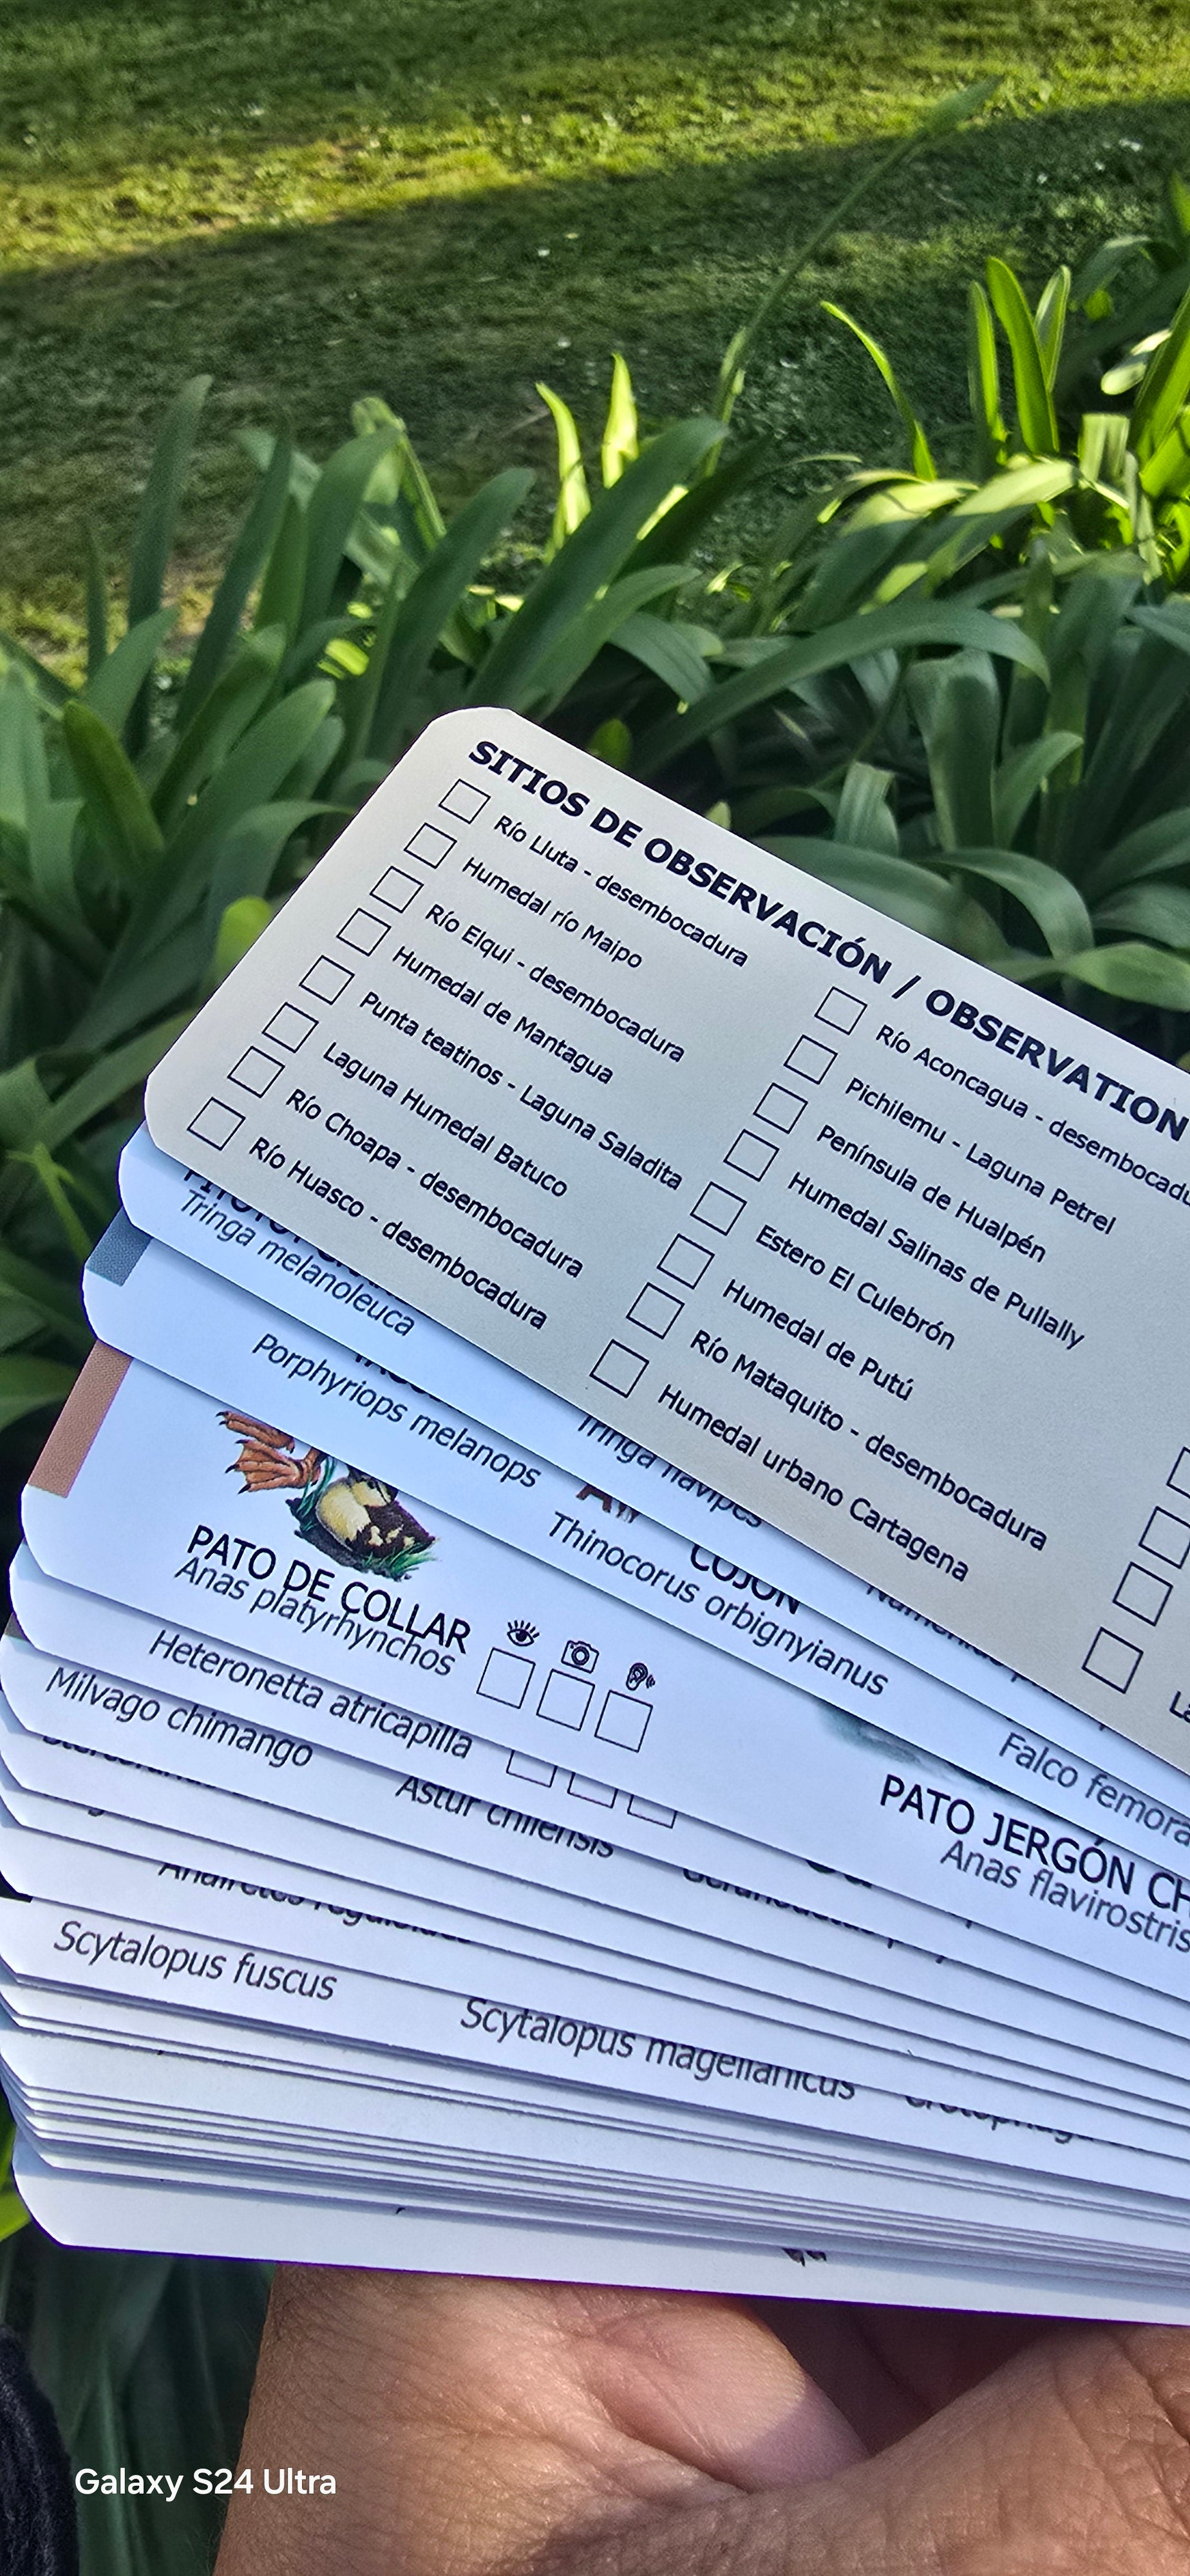 SITIOS DE OBSERVACIÓN / OBSERVATION
Río Lluta - desembocadura
Humedal río Maipo
Río Elqui - desembocadura
Humedal de Mantagua
Punta teatinos - Laguna Saladita
Laguna Humedal Batuco
Río Choapa - desembocadura
Río Huasco - desembocadura
Río Aconcagua -
Pichilemu - Laguna Petrel
Península de Hualpén
Humedal Salinas de Pullally
Estero El Culebrón
Humedal de Putú
Río Mataquito - desembocadura
Humedal urbano Cartagena
Tringa melanoleuca
Tringa flavipes
Porphyriops melanops
COJÓN
Thinocorus orbignyianus
Falco
PATO DE COLLAR
Anas platyrhynchos
PATO JERGÓN
Anas flavirostris
Heteronetta atricapilla
Milvago chimango
Astur chilensis
Scytalopus fuscus
Scytalopus magellanicus
Galaxy S24 Ultra